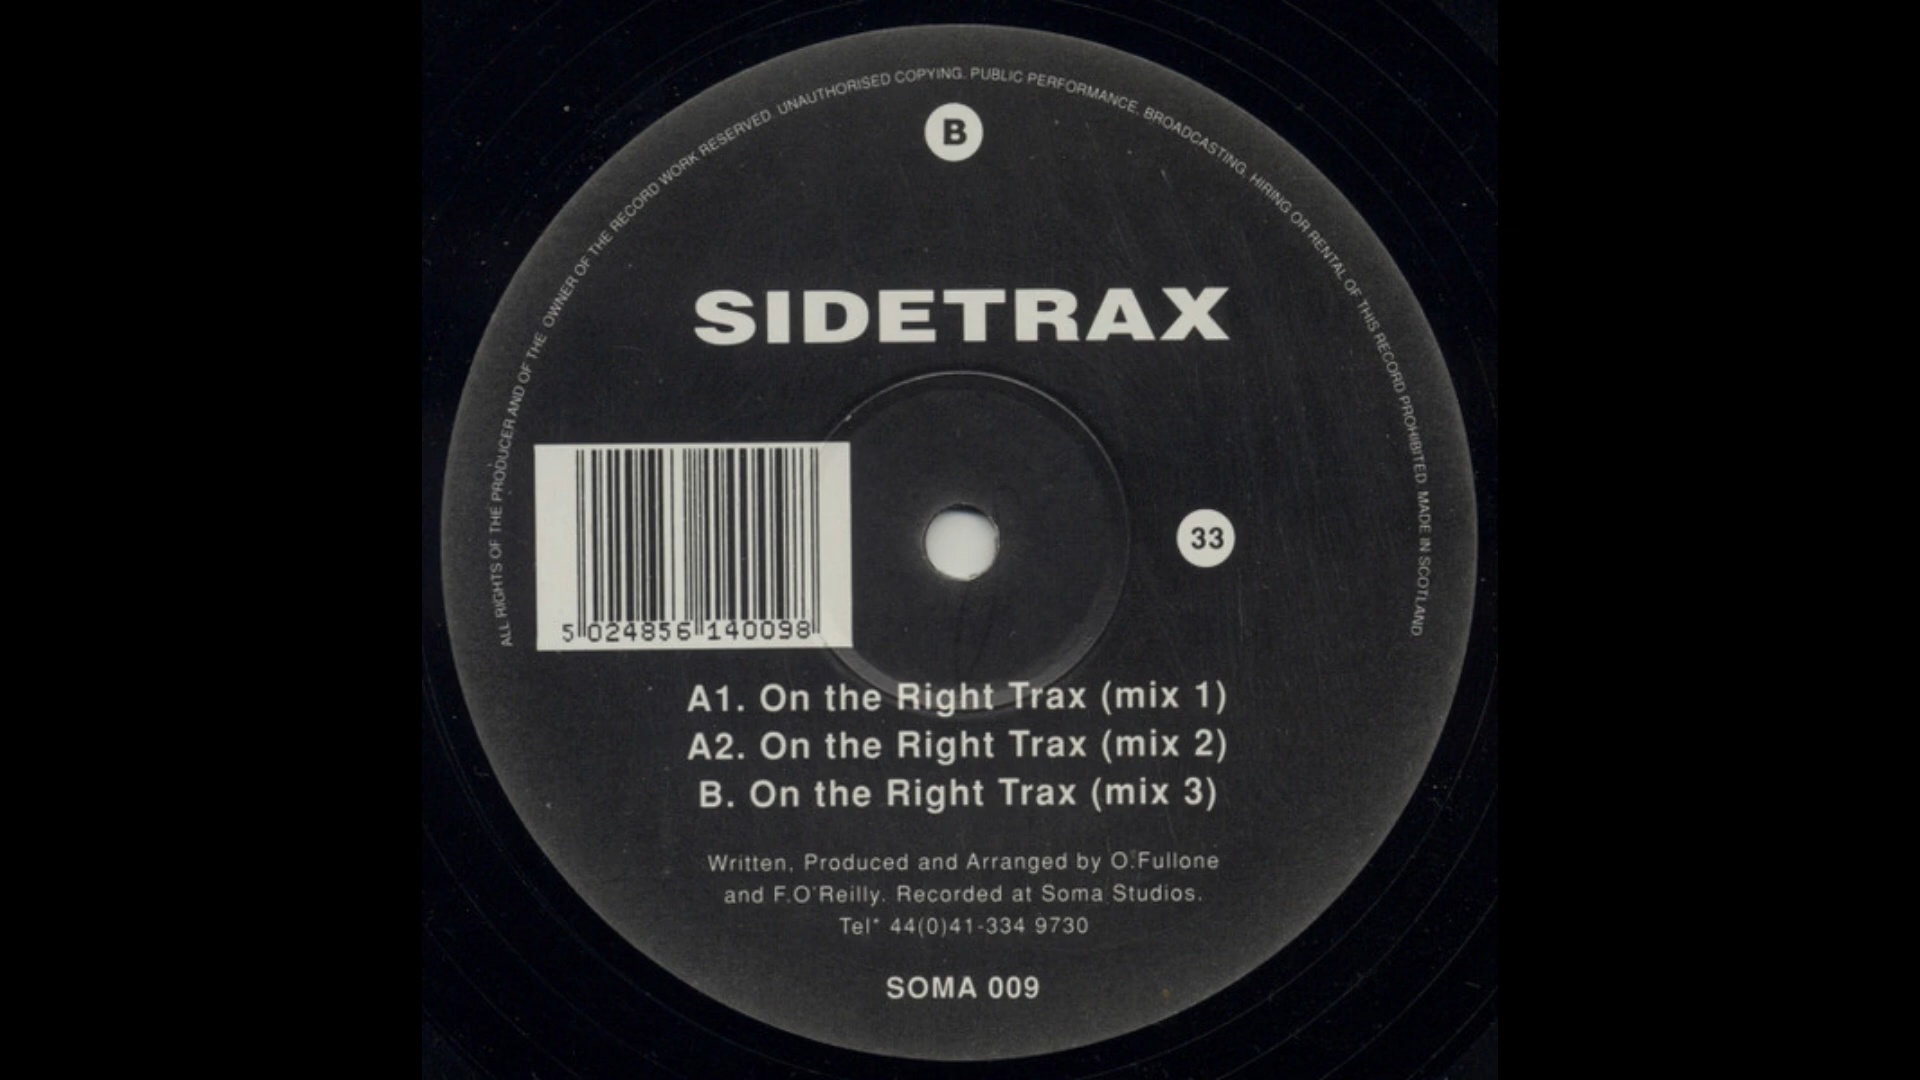 ALL RIGHTS OF THE PRODUCER AND OF THE OWNER OF THE RECORD WORK RESERVED. UNAUTHORISED COPYING. PUBLIC PERFORMANCE. BROADCASTING. HIRING OR RENTAL OF THIS RECORD PROHIBITED. MADE IN SCOTLAND
B
SIDETRAX
33
5 024856 140098
A1. On the Right Trax (mix 1)
A2. On the Right Trax (mix 2)
B. On the Right Trax (mix 3)
Written, Produced and Arranged by O.Fullone
and F.O'Reilly. Recorded at Soma Studios.
Tel* 44(0)41-334 9730
SOMA 009